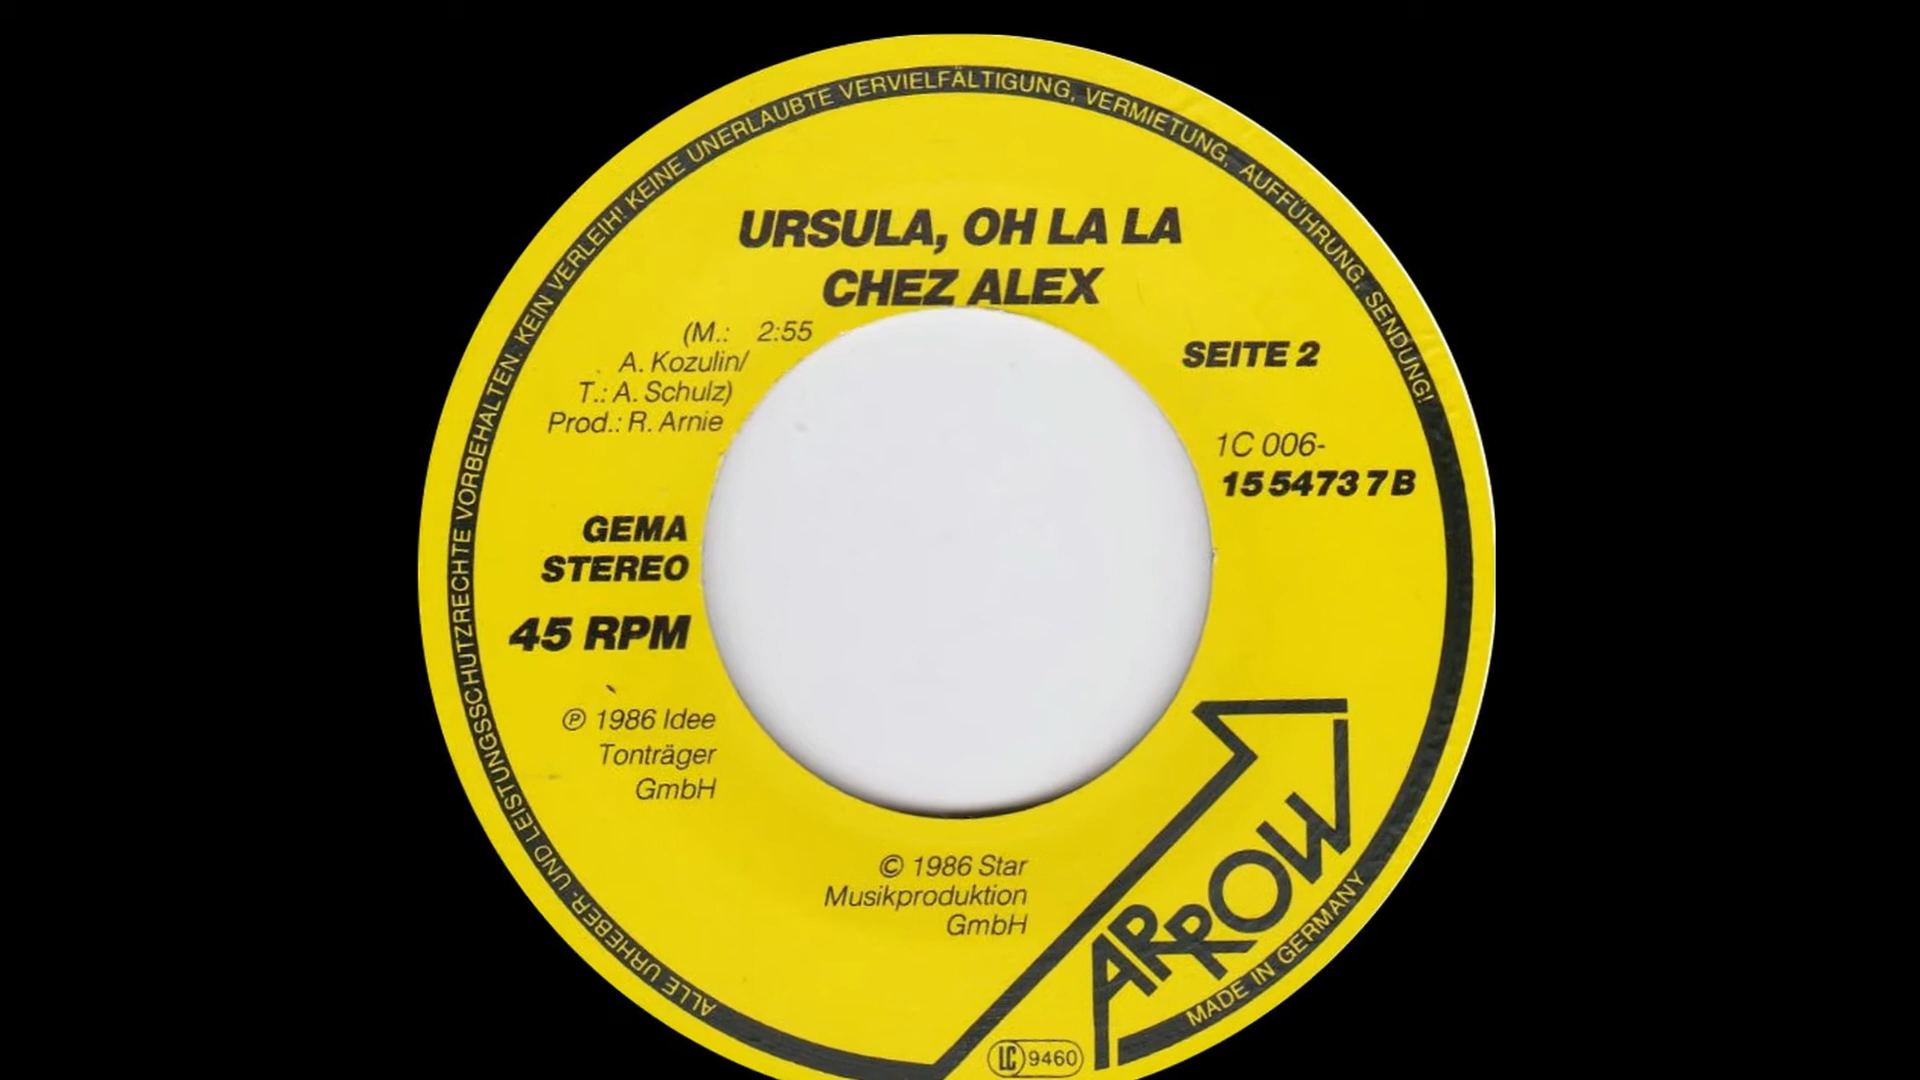 ALLE URHEBER- UND LEISTUNGSSCHUTZRECHTE VORBEHALTEN. KEIN VERLEIH! KEINE UNERLAUBTE VERVIELFÄLTIGUNG, VERMIETUNG, AUFFÜHRUNG, SENDUNG!
URSULA, OH LA LA
CHEZ ALEX
(M.: 2:55
A. Kozulin/
T.: A. Schulz)
Prod.: R. Arnie
SEITE 2
1C 006-
15 5473 7 B
GEMA
STEREO
45 RPM
℗ 1986 Idee
Tonträger
GmbH
© 1986 Star
Musikproduktion
GmbH
ARROW
MADE IN GERMANY
LC 9460